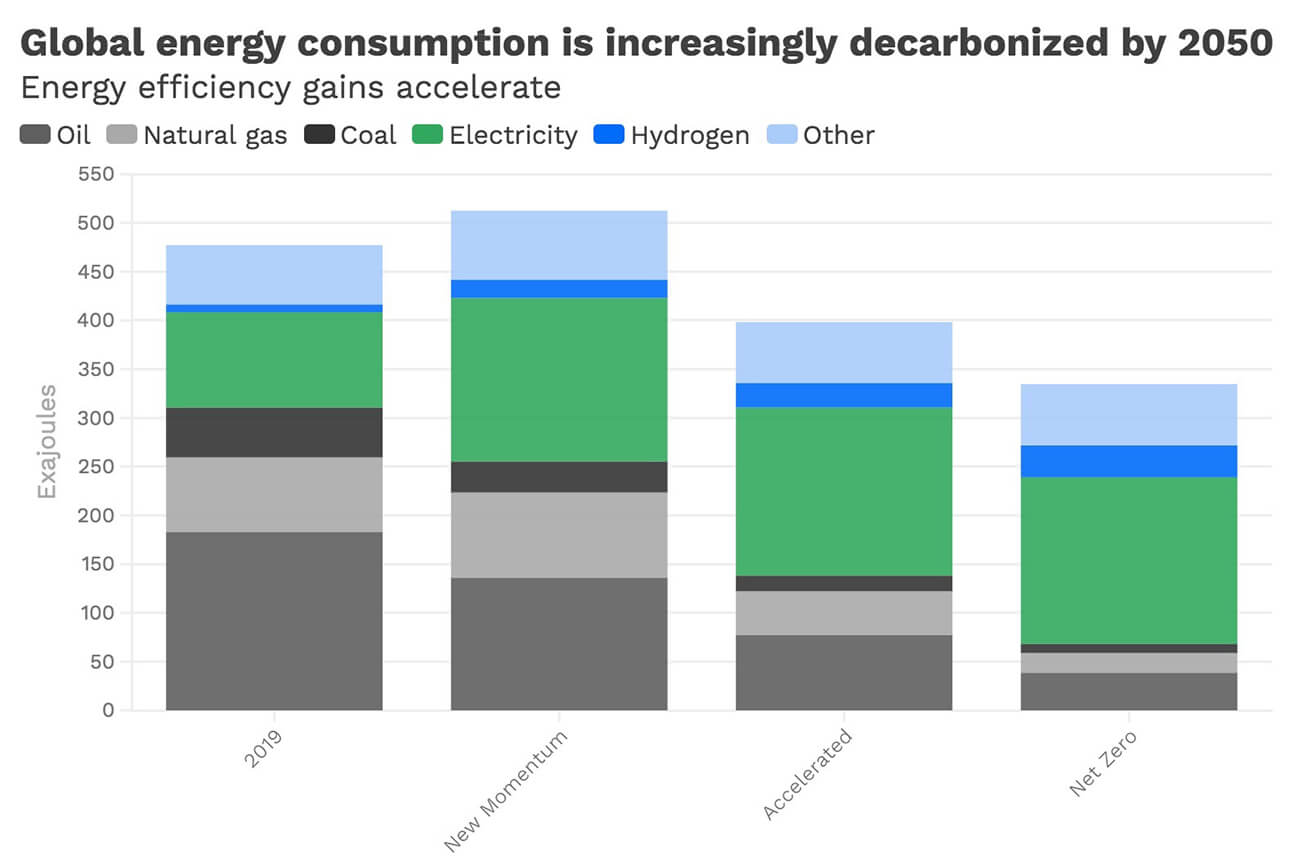 Global energy consumption is increasingly decarbonized by 2050
Energy efficiency gains accelerate
Oil Natural gas Coal Electricity Hydrogen Other
550
500
450
400
350
300
250
200
150
100
50
0
Exajoules
2019
New Momentum
Accelerated
Net Zero